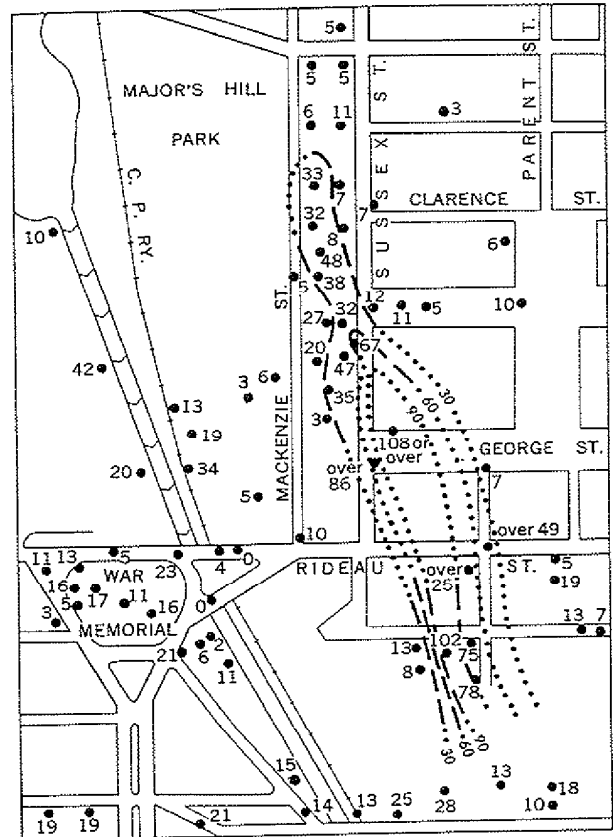 5
5 5
MAJOR'S HILL
PARK
3
6 11
C. P. RY.
SUSSEX ST.
PARENT ST.
33 7
CLARENCE ST.
7
10
32 8
6
48
5 38
12 11 5 10
MACKENZIE ST.
27 32
67
20 47
42
6
3
35
30
60
90
13
3
19
108 or over
GEORGE ST.
20 34
over 86
7
5
10
over 49
5 4 0
RIDEAU ST.
11 13
23
WAR
over 25
5
19
16 17 11
5 16
0
3
MEMORIAL
13 7
2
21 6
11
13
102 75
8
78
30 60 90
15
13 18
28 10
14 13 25
19 19 21